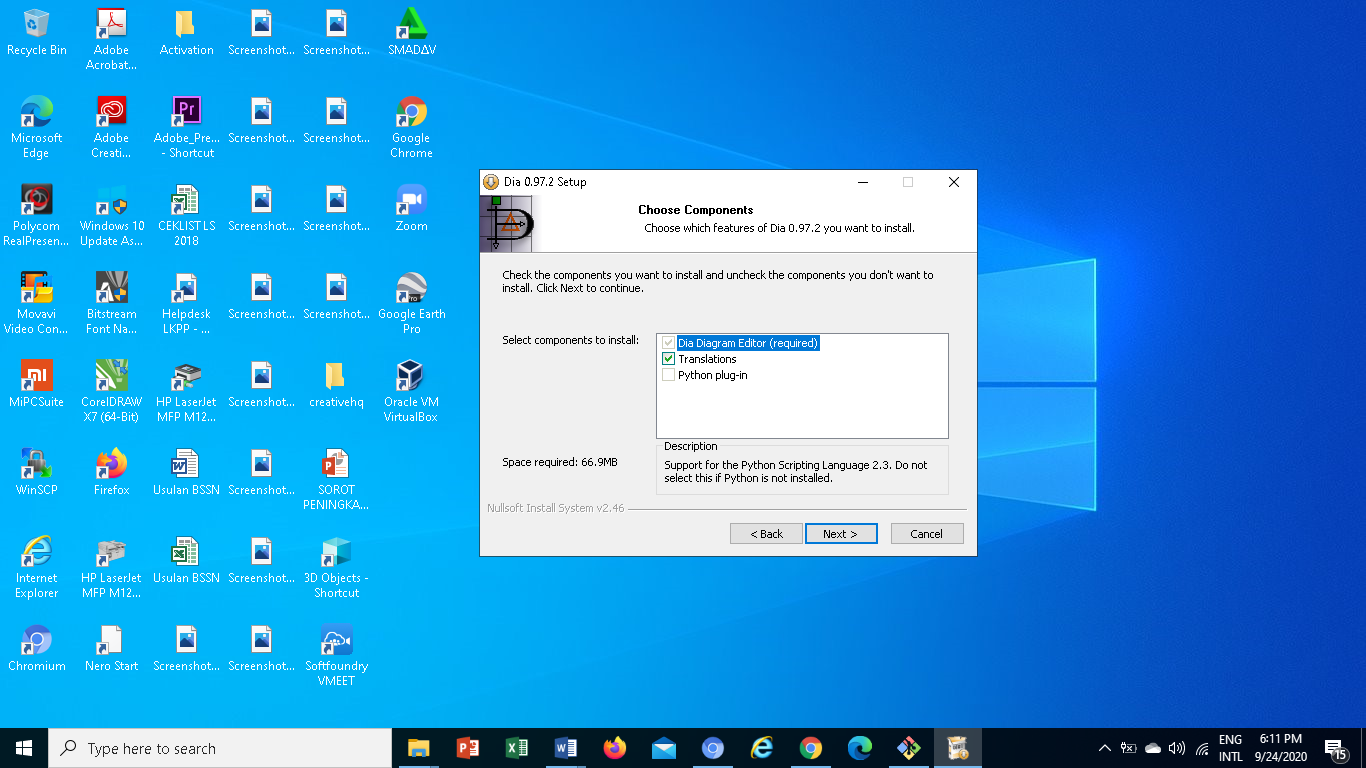 Recycle Bin
Adobe
Acrobat...
Activation
Screenshot...
Screenshot...
SMADΔV
Microsoft
Edge
Adobe
Creati...
Adobe_Pre...
- Shortcut
Screenshot...
Screenshot...
Google
Chrome
Polycom
RealPresen...
Windows 10
Update As...
CEKLIST LS
2018
Screenshot...
Screenshot...
Zoom
Movavi
Video Con...
Bitstream
Font Na...
Helpdesk
LKPP - ...
Screenshot...
Screenshot...
Google Earth
Pro
MiPCSuite
CorelDRAW
X7 (64-Bit)
HP LaserJet
MFP M12...
Screenshot...
creativehq
Oracle VM
VirtualBox
WinSCP
Firefox
Usulan BSSN
Screenshot...
SOROT
PENINGKA...
Internet
Explorer
HP LaserJet
MFP M12...
Usulan BSSN
Screenshot...
3D Objects -
Shortcut
Chromium
Nero Start
Screenshot...
Screenshot...
Softfoundry
VMEET
Dia 0.97.2 Setup
Choose Components
Choose which features of Dia 0.97.2 you want to install.
Check the components you want to install and uncheck the components you don't want to
install. Click Next to continue.
Select components to install:
Dia Diagram Editor (required)
Translations
Python plug-in
Space required: 66.9MB
Description
Support for the Python Scripting Language 2.3. Do not
select this if Python is not installed.
Nullsoft Install System v2.46
< Back
Next >
Cancel
Type here to search
ENG
INTL
6:11 PM
9/24/2020
15